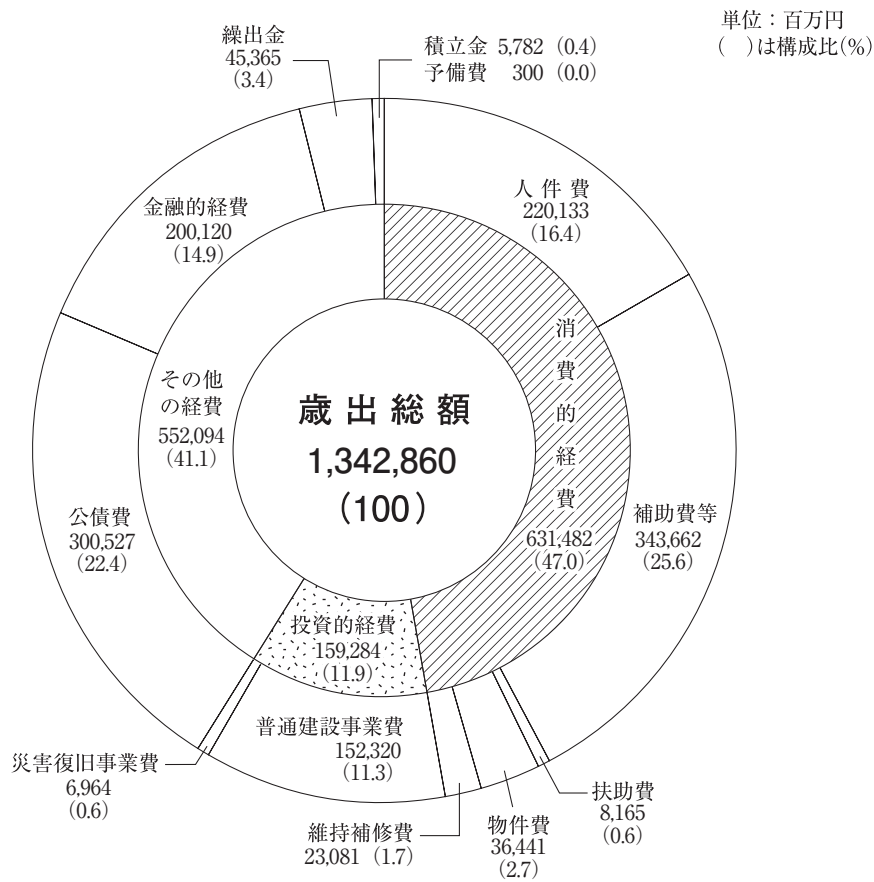 単位：百万円
（　）は構成比(%)
繰出金
45,365
(3.4)
積立金 5,782 (0.4)
予備費 300 (0.0)
人件費
220,133
(16.4)
金融的経費
200,120
(14.9)
消費的経費
631,482
(47.0)
その他
の経費
552,094
(41.1)
歳出総額
1,342,860
(100)
公債費
300,527
(22.4)
補助費等
343,662
(25.6)
投資的経費
159,284
(11.9)
普通建設事業費
152,320
(11.3)
災害復旧事業費
6,964
(0.6)
維持補修費
23,081 (1.7)
物件費
36,441
(2.7)
扶助費
8,165
(0.6)